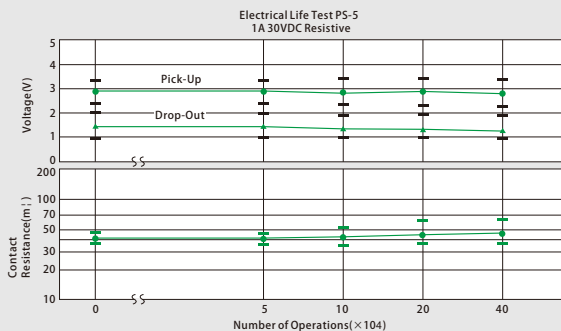 Electrical Life Test PS-5
1A 30VDC Resistive
5
4
3
2
1
0
Voltage(V)
Pick-Up
Drop-Out
200
100
70
50
30
20
10
Contact
Resistance(m¦)
0
5
10
20
40
Number of Operations(×104)